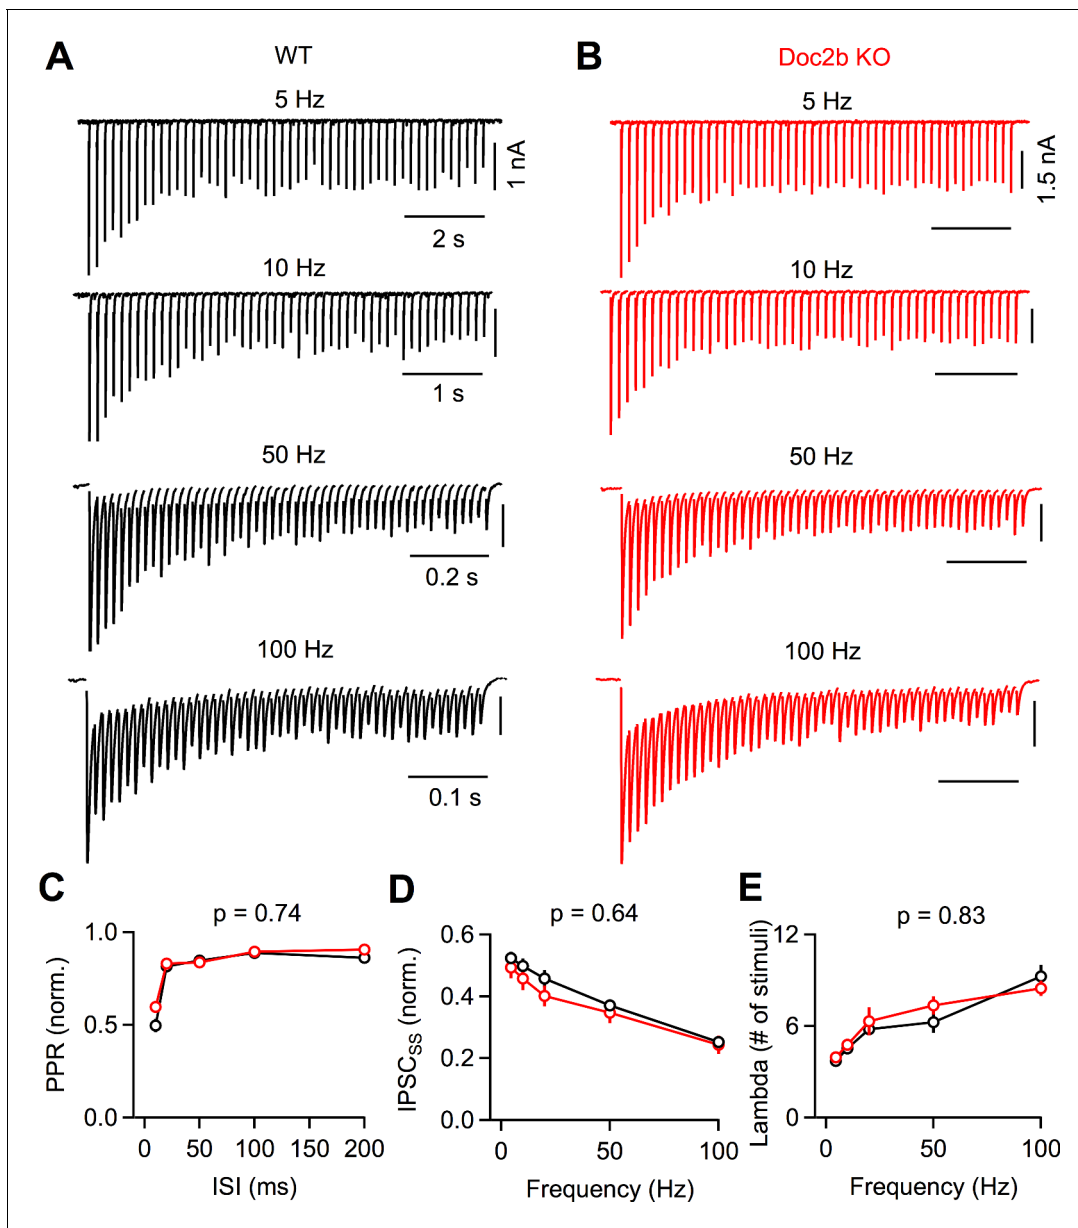 A
WT
5 Hz
1 nA
2 s
10 Hz
1 s
50 Hz
0.2 s
100 Hz
0.1 s
B
Doc2b KO
5 Hz
1.5 nA
10 Hz
50 Hz
100 Hz
C
p = 0.74
PPR (norm.)
1.0
0.5
0.0
0 50 100 150 200
ISI (ms)
D
p = 0.64
IPSCSS (norm.)
0.6
0.4
0.2
0.0
0 50 100
Frequency (Hz)
E
p = 0.83
Lambda (# of stimuli)
12
6
0
0 50 100
Frequency (Hz)